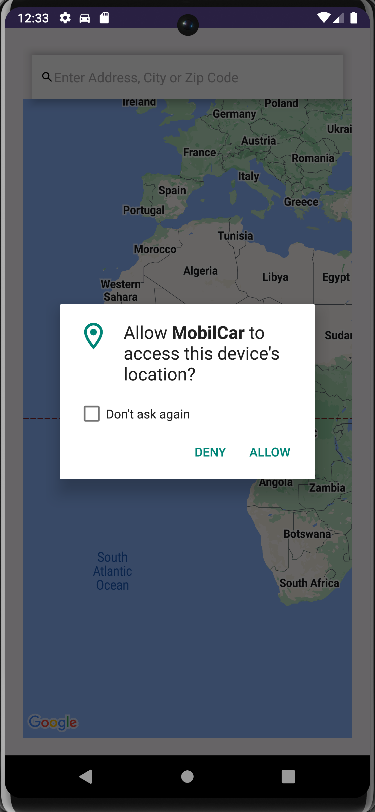 12:33
Enter Address, City or Zip Code
Ireland
Poland
Germany
Ukrai
France
Austria
Romania
Italy
Spain
Greece
Portugal
Tunisia
Morocco
Algeria
Libya
Egypt
Western
Sahara
Allow MobilCar to
access this device's
location?
Sudan
Don't ask again
DENY
ALLOW
Angola
Zambia
Botswana
South
Atlantic
Ocean
South Africa
Google